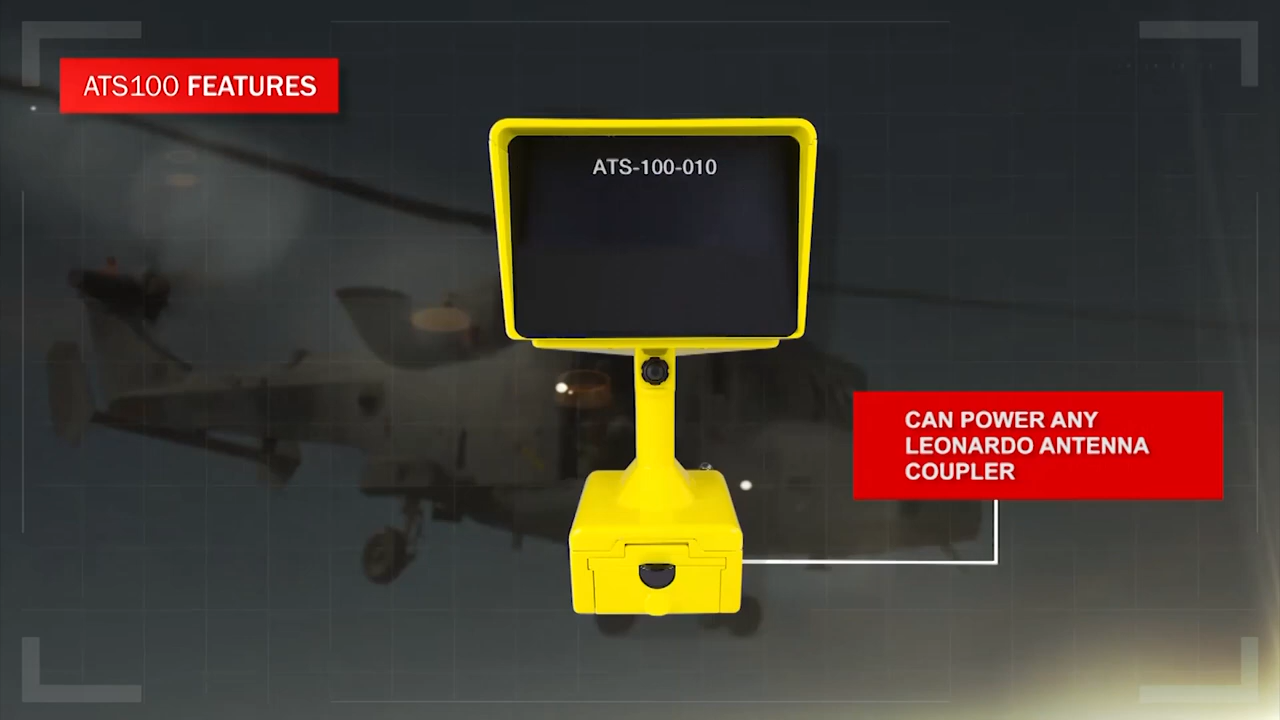 ATS100 FEATURES
ATS-100-010
CAN POWER ANY
LEONARDO ANTENNA
COUPLER